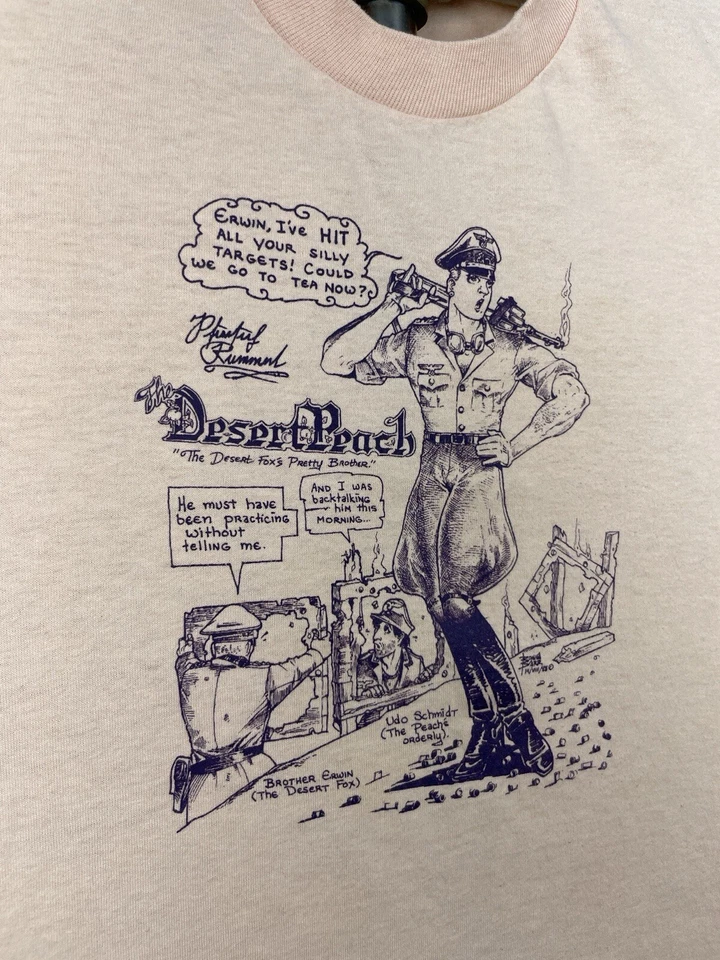 ERWIN, I'VE HIT
ALL YOUR SILLY
TARGETS! COULD
WE GO TO TEA NOW?
Pfirsich
Rommel
The
Desert Peach
"The Desert Fox's Pretty Brother."
He must have
been practicing
without
telling me.
AND I WAS
backtalking
him this
MORNING...
Udo Schmidt
(The Peach's
orderly).
BROTHER ERWIN
(The Desert Fox)